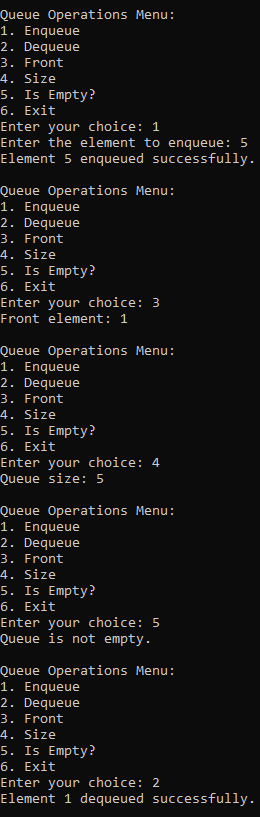 Queue Operations Menu:
1. Enqueue
2. Dequeue
3. Front
4. Size
5. Is Empty?
6. Exit
Enter your choice: 1
Enter the element to enqueue: 5
Element 5 enqueued successfully.

Queue Operations Menu:
1. Enqueue
2. Dequeue
3. Front
4. Size
5. Is Empty?
6. Exit
Enter your choice: 3
Front element: 1

Queue Operations Menu:
1. Enqueue
2. Dequeue
3. Front
4. Size
5. Is Empty?
6. Exit
Enter your choice: 4
Queue size: 5

Queue Operations Menu:
1. Enqueue
2. Dequeue
3. Front
4. Size
5. Is Empty?
6. Exit
Enter your choice: 5
Queue is not empty.

Queue Operations Menu:
1. Enqueue
2. Dequeue
3. Front
4. Size
5. Is Empty?
6. Exit
Enter your choice: 2
Element 1 dequeued successfully.